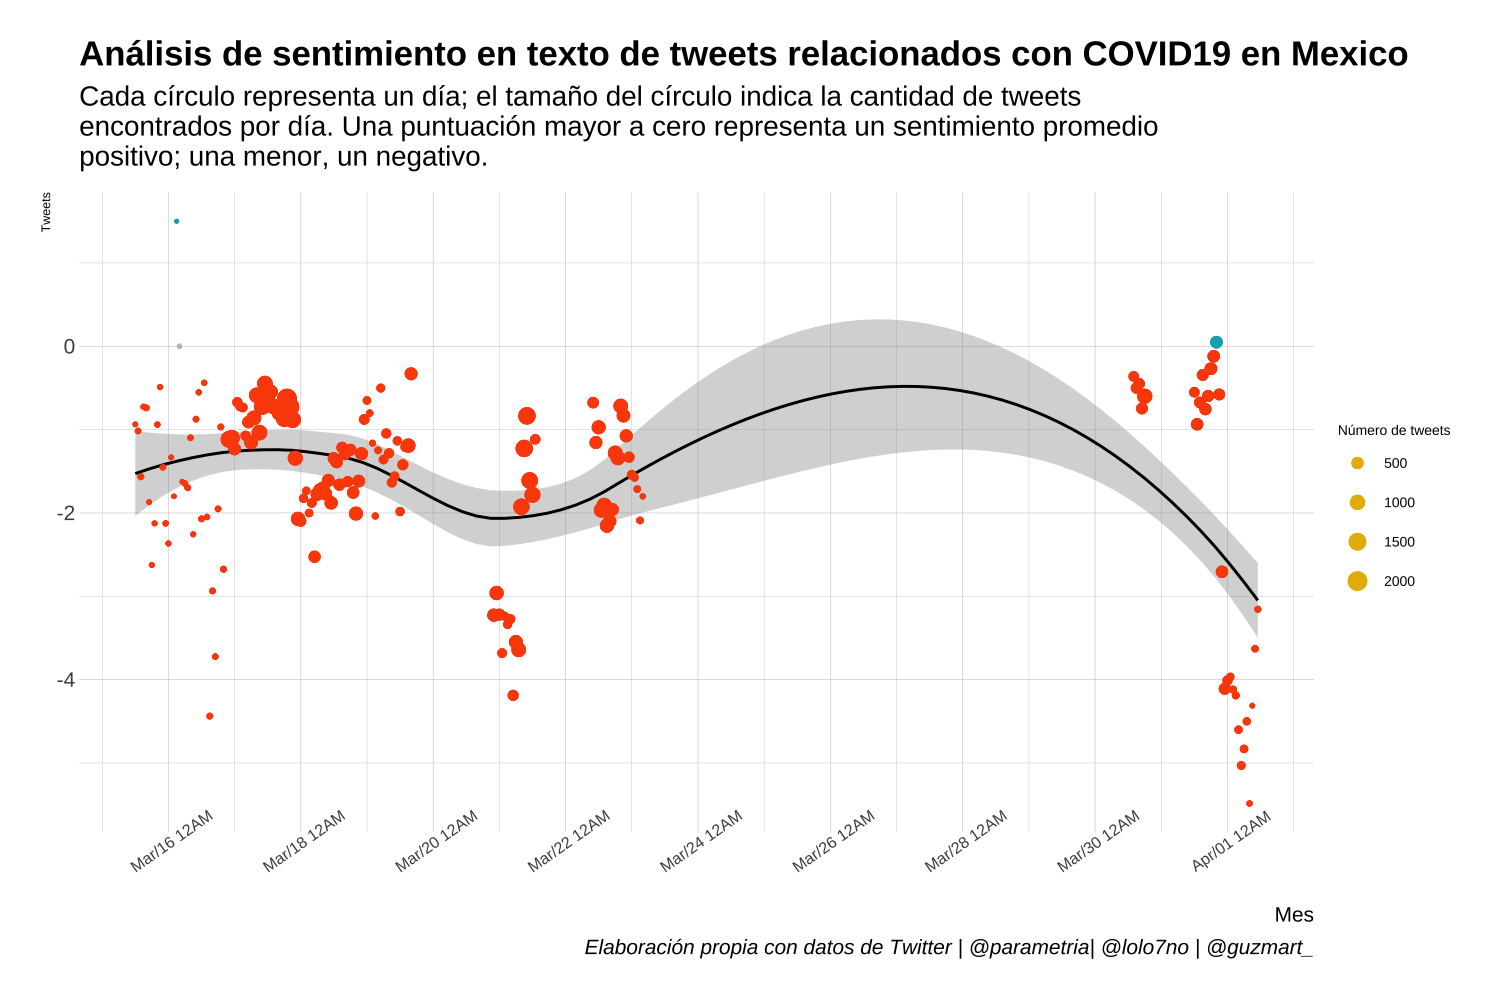 Análisis de sentimiento en texto de tweets relacionados con COVID19 en Mexico
Cada círculo representa un día; el tamaño del círculo indica la cantidad de tweets
encontrados por día. Una puntuación mayor a cero representa un sentimiento promedio
positivo; una menor, un negativo.
Tweets
0
-2
-4
Mar/16 12AM
Mar/18 12AM
Mar/20 12AM
Mar/22 12AM
Mar/24 12AM
Mar/26 12AM
Mar/28 12AM
Mar/30 12AM
Apr/01 12AM
Número de tweets
500
1000
1500
2000
Mes
Elaboración propia con datos de Twitter | @parametria| @lolo7no | @guzmart_